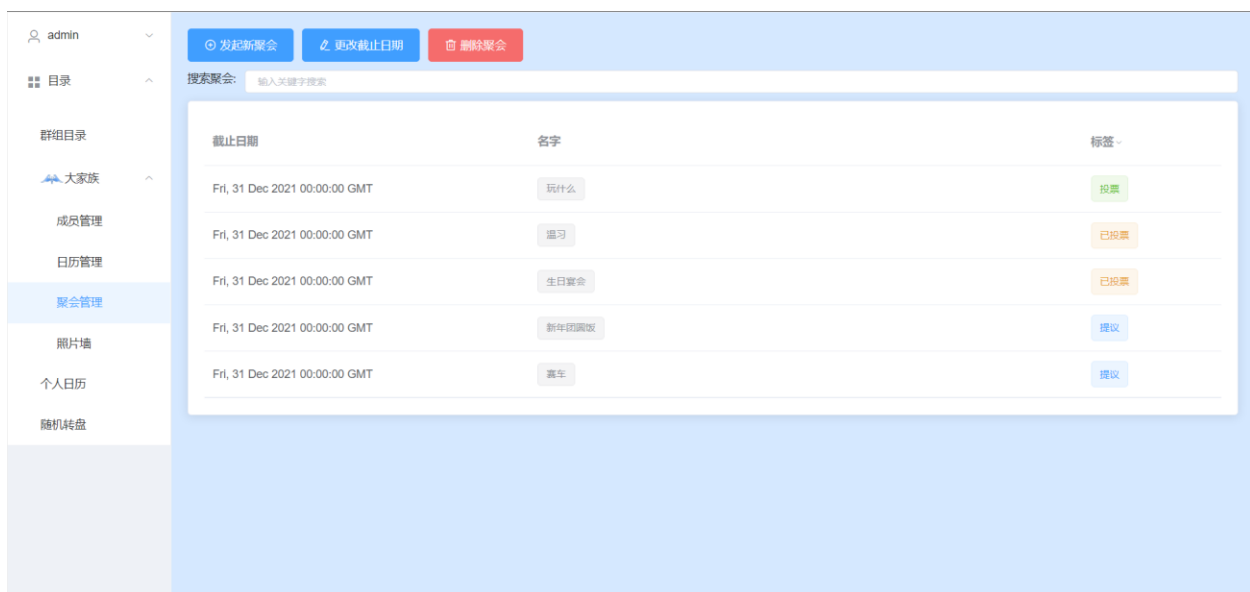 admin
目录
群组目录
大家族
成员管理
日历管理
聚会管理
照片墙
个人日历
随机转盘
发起新聚会 更改截止日期 删除聚会
搜索聚会: 输入关键字搜索
截止日期 名字 标签
Fri, 31 Dec 2021 00:00:00 GMT 玩什么 投票
Fri, 31 Dec 2021 00:00:00 GMT 温习 已投票
Fri, 31 Dec 2021 00:00:00 GMT 生日宴会 已投票
Fri, 31 Dec 2021 00:00:00 GMT 新年团圆饭 提议
Fri, 31 Dec 2021 00:00:00 GMT 赛车 提议